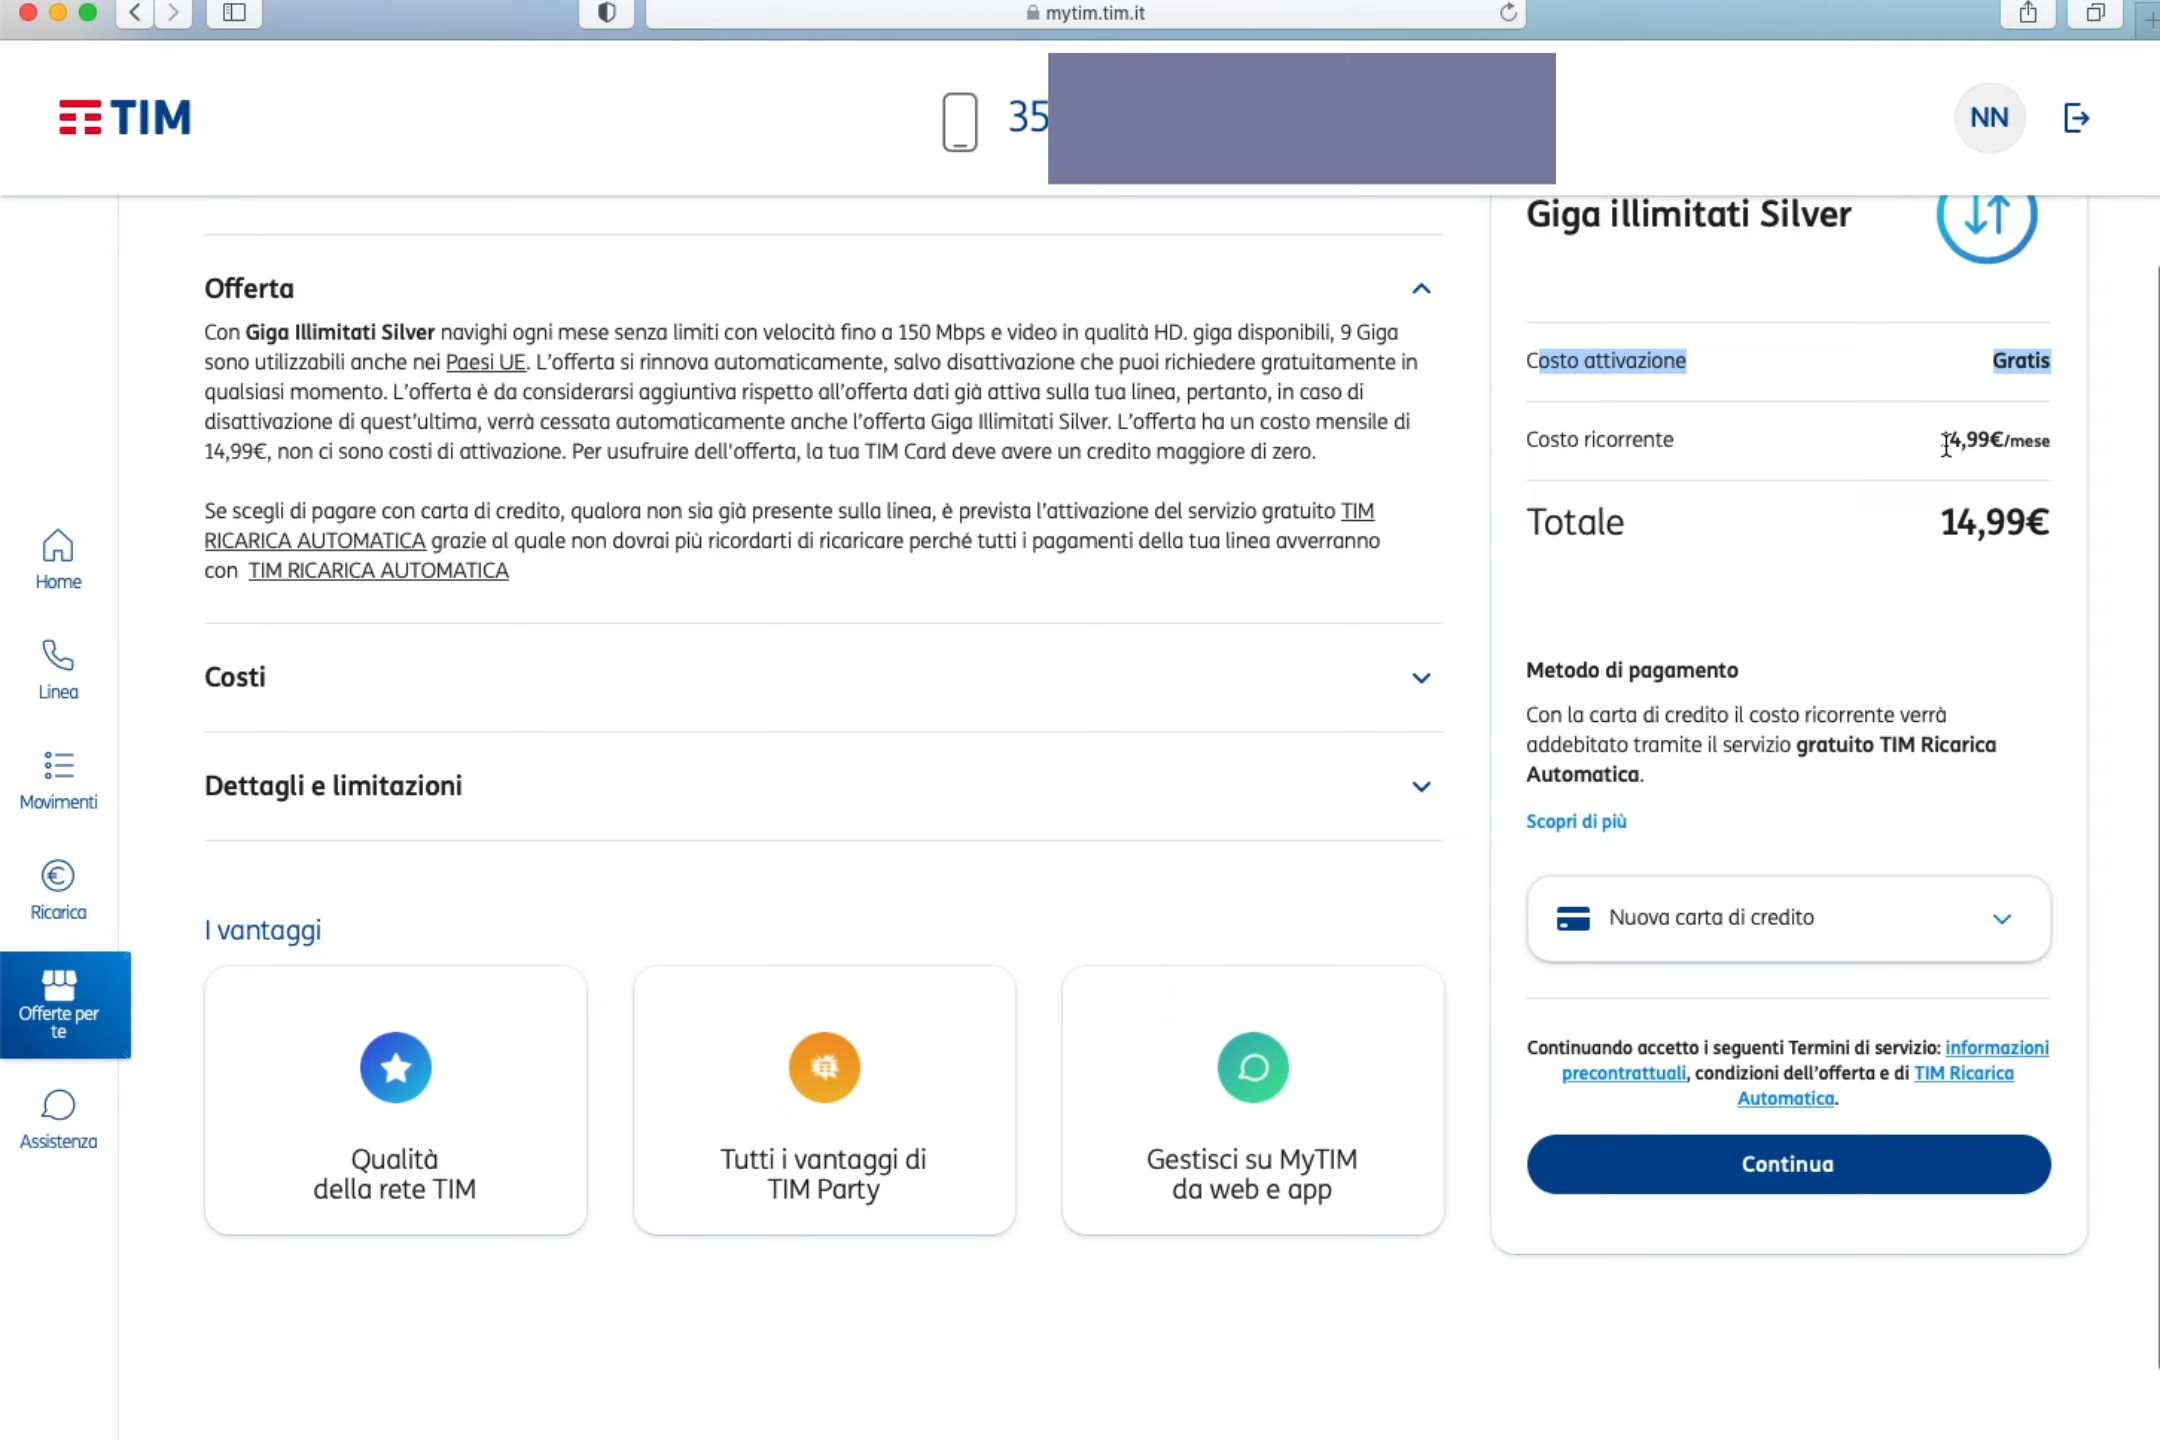 mytim.tim.it
TIM
35
NN
Giga illimitati Silver
Offerta
Con Giga Illimitati Silver navighi ogni mese senza limiti con velocità fino a 150 Mbps e video in qualità HD. giga disponibili, 9 Giga
sono utilizzabili anche nei Paesi UE. L'offerta si rinnova automaticamente, salvo disattivazione che puoi richiedere gratuitamente in
qualsiasi momento. L'offerta è da considerarsi aggiuntiva rispetto all'offerta dati già attiva sulla tua linea, pertanto, in caso di
disattivazione di quest'ultima, verrà cessata automaticamente anche l'offerta Giga Illimitati Silver. L'offerta ha un costo mensile di
14,99€, non ci sono costi di attivazione. Per usufruire dell'offerta, la tua TIM Card deve avere un credito maggiore di zero.
Se scegli di pagare con carta di credito, qualora non sia già presente sulla linea, è prevista l'attivazione del servizio gratuito TIM
RICARICA AUTOMATICA grazie al quale non dovrai più ricordarti di ricaricare perché tutti i pagamenti della tua linea avverranno
con TIM RICARICA AUTOMATICA
Costi
Dettagli e limitazioni
I vantaggi
Qualità
della rete TIM
Tutti i vantaggi di
TIM Party
Gestisci su MyTIM
da web e app
Costo attivazione Gratis
Costo ricorrente 14,99€/mese
Totale 14,99€
Metodo di pagamento
Con la carta di credito il costo ricorrente verrà
addebitato tramite il servizio gratuito TIM Ricarica
Automatica.
Scopri di più
Nuova carta di credito
Continuando accetto i seguenti Termini di servizio: informazioni
precontrattuali, condizioni dell'offerta e di TIM Ricarica
Automatica.
Continua
Home
Linea
Movimenti
Ricarica
Offerte per
te
Assistenza